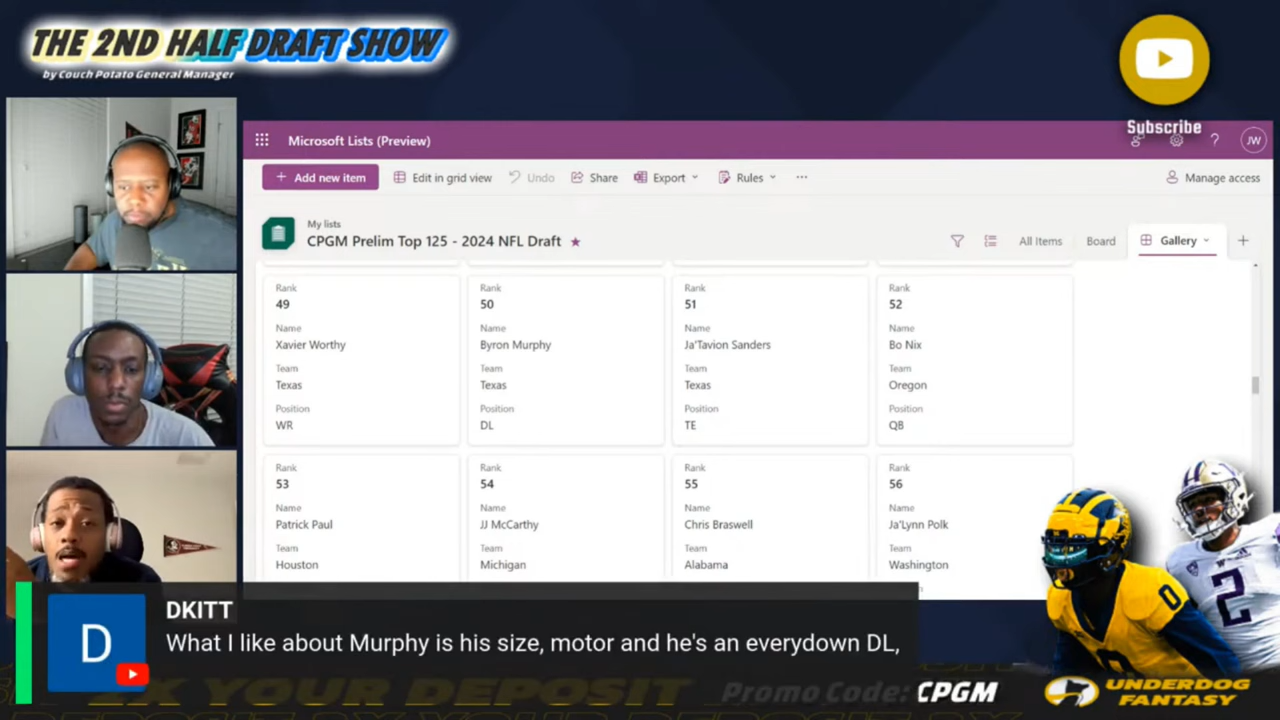 THE 2ND HALF DRAFT SHOW
by Couch Potato General Manager
Subscribe
Microsoft Lists (Preview)
? JW
+ Add new item Edit in grid view Undo Share Export Rules ... Manage access
My lists
CPGM Prelim Top 125 - 2024 NFL Draft ★
All Items Board Gallery +
Rank Rank Rank Rank
49 50 51 52
Name Name Name Name
Xavier Worthy Byron Murphy Ja'Tavion Sanders Bo Nix
Team Team Team Team
Texas Texas Texas Oregon
Position Position Position Position
WR DL TE QB
Rank Rank Rank Rank
53 54 55 56
Name Name Name Name
Patrick Paul JJ McCarthy Chris Braswell Ja'Lynn Polk
Team Team Team Team
Houston Michigan Alabama Washington
0
2
D
DKITT
What I like about Murphy is his size, motor and he's an everydown DL,
2X YOUR DEPOSIT
Promo Code: CPGM
UNDERDOG
FANTASY